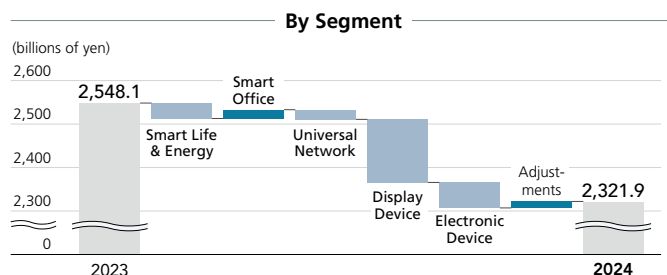 By Segment
(billions of yen)
2,600
2,500
2,400
2,300
0
2,548.1
Smart Life
& Energy
Smart
Office
Universal
Network
Display
Device
Electronic
Device
Adjust-
ments
2,321.9
2023
2024